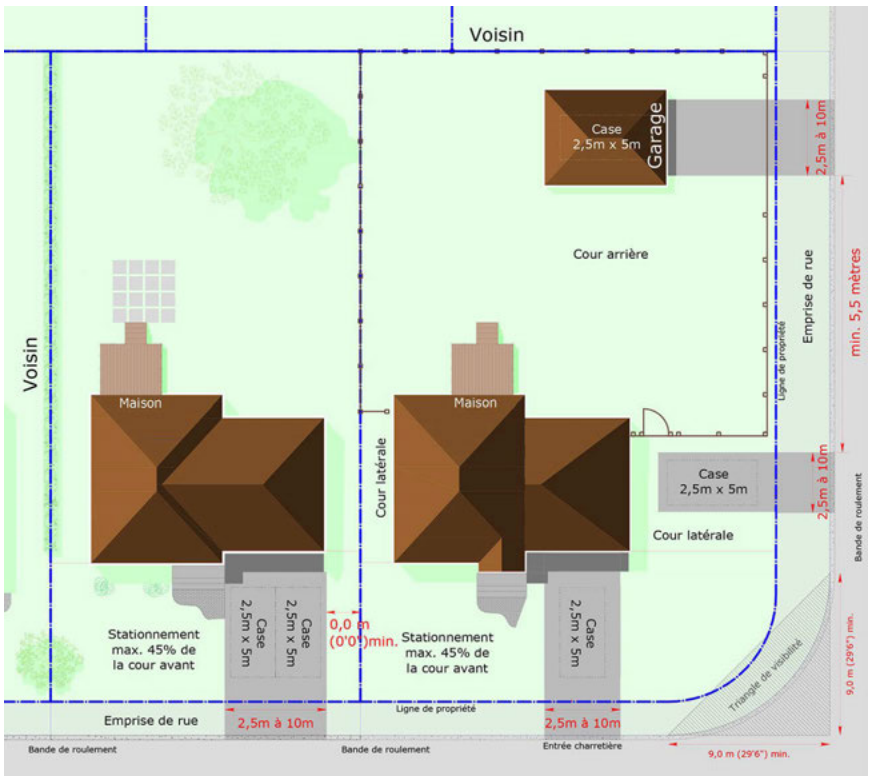 Voisin
Case
2,5m x 5m
Garage
2,5m à 10m
Cour arrière
Emprise de rue
min. 5,5 mètres
Ligne de propriété
Voisin
Maison
Maison
Cour latérale
Case
2,5m x 5m
2,5m à 10m
Cour latérale
Bande de roulement
Stationnement
max. 45% de
la cour avant
Case
2,5m x 5m
Case
2,5m x 5m
0,0 m
(0'0")min.
Stationnement
max. 45% de
la cour avant
Case
2,5m x 5m
Triangle de visibilité
9,0 m (29'6") min.
Ligne de propriété
Emprise de rue
2,5m à 10m
2,5m à 10m
Bande de roulement
Bande de roulement
Entrée charretière
9,0 m (29'6") min.